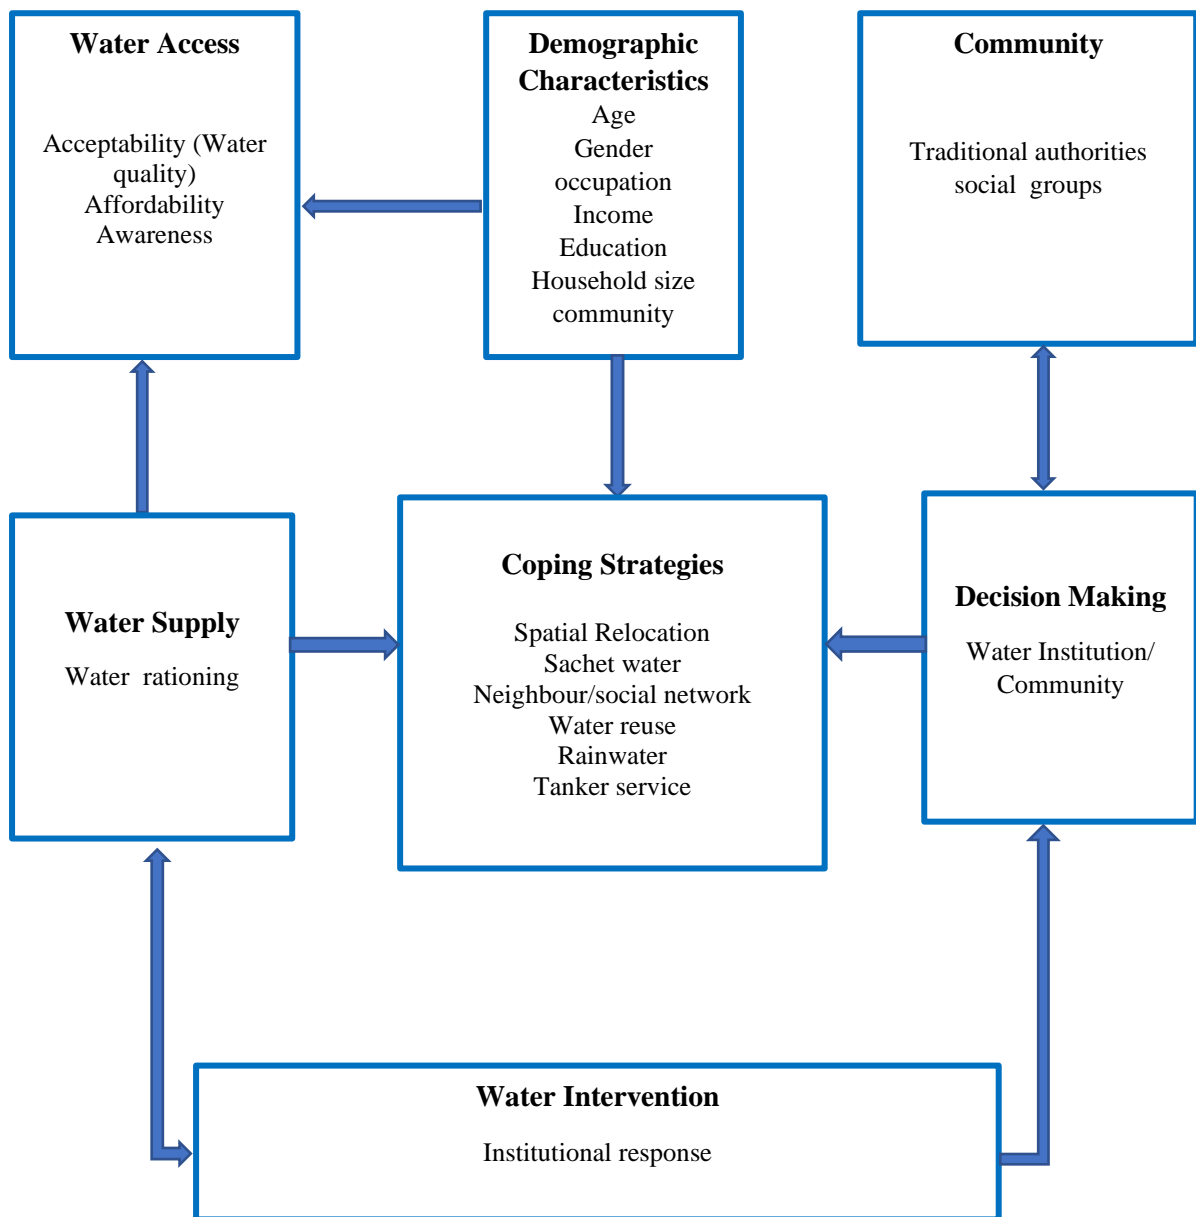 Water Access
Acceptability (Water
quality)
Affordability
Awareness
Demographic
Characteristics
Age
Gender
occupation
Income
Education
Household size
community
Community
Traditional authorities
social groups
Water Supply
Water rationing
Coping Strategies
Spatial Relocation
Sachet water
Neighbour/social network
Water reuse
Rainwater
Tanker service
Decision Making
Water Institution/
Community
Water Intervention
Institutional response